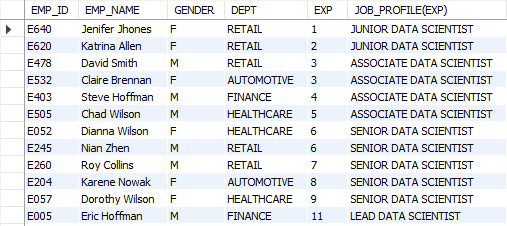 EMP_ID EMP_NAME GENDER DEPT EXP JOB_PROFILE(EXP)
E640 Jenifer Jhones F RETAIL 1 JUNIOR DATA SCIENTIST
E620 Katrina Allen F RETAIL 2 JUNIOR DATA SCIENTIST
E478 David Smith M RETAIL 3 ASSOCIATE DATA SCIENTIST
E532 Claire Brennan F AUTOMOTIVE 3 ASSOCIATE DATA SCIENTIST
E403 Steve Hoffman M FINANCE 4 ASSOCIATE DATA SCIENTIST
E505 Chad Wilson M HEALTHCARE 5 ASSOCIATE DATA SCIENTIST
E052 Dianna Wilson F HEALTHCARE 6 SENIOR DATA SCIENTIST
E245 Nian Zhen M RETAIL 6 SENIOR DATA SCIENTIST
E260 Roy Collins M RETAIL 7 SENIOR DATA SCIENTIST
E204 Karene Nowak F AUTOMOTIVE 8 SENIOR DATA SCIENTIST
E057 Dorothy Wilson F HEALTHCARE 9 SENIOR DATA SCIENTIST
E005 Eric Hoffman M FINANCE 11 LEAD DATA SCIENTIST